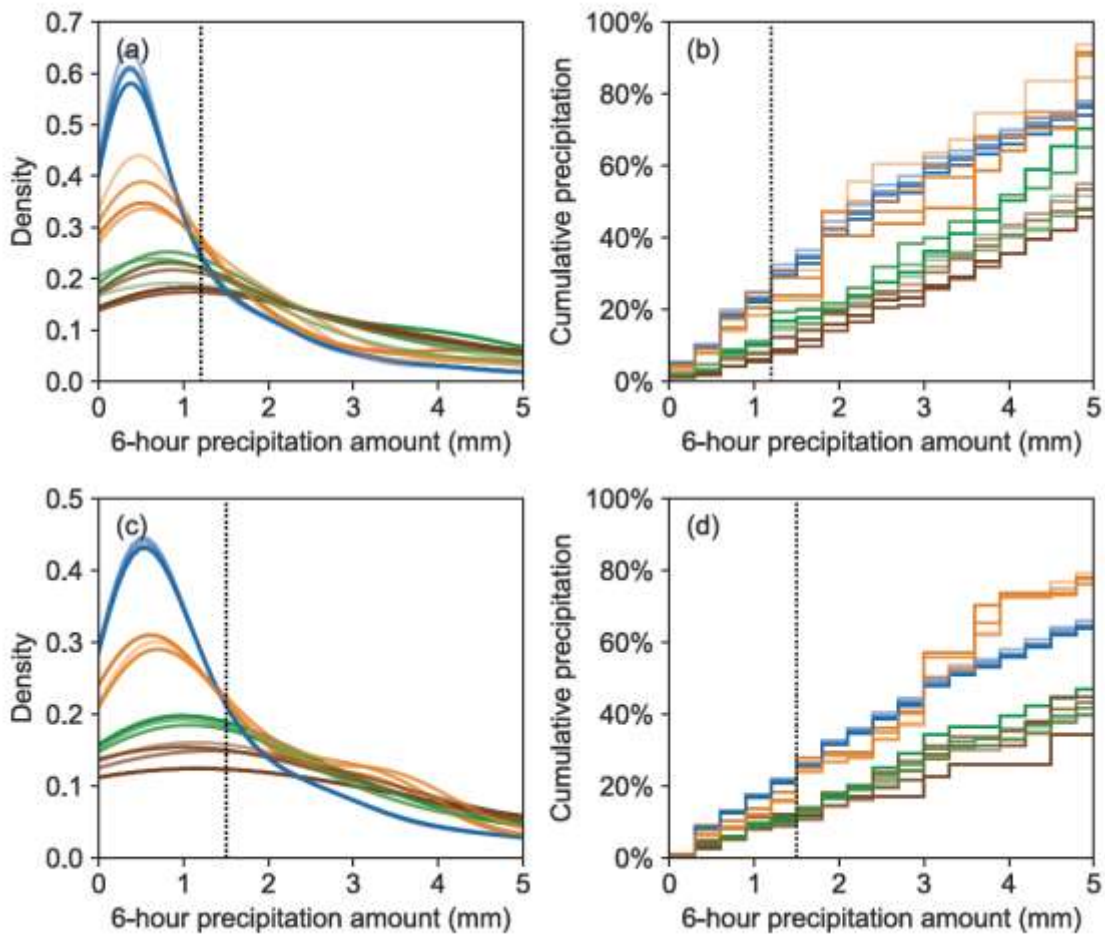 0.7
0.6
0.5
0.4
0.3
0.2
0.1
0.0
Density
(a)
0 1 2 3 4 5
6-hour precipitation amount (mm)
100%
80%
60%
40%
20%
0%
Cumulative precipitation
(b)
0 1 2 3 4 5
6-hour precipitation amount (mm)
0.5
0.4
0.3
0.2
0.1
0.0
Density
(c)
0 1 2 3 4 5
6-hour precipitation amount (mm)
100%
80%
60%
40%
20%
0%
Cumulative precipitation
(d)
0 1 2 3 4 5
6-hour precipitation amount (mm)